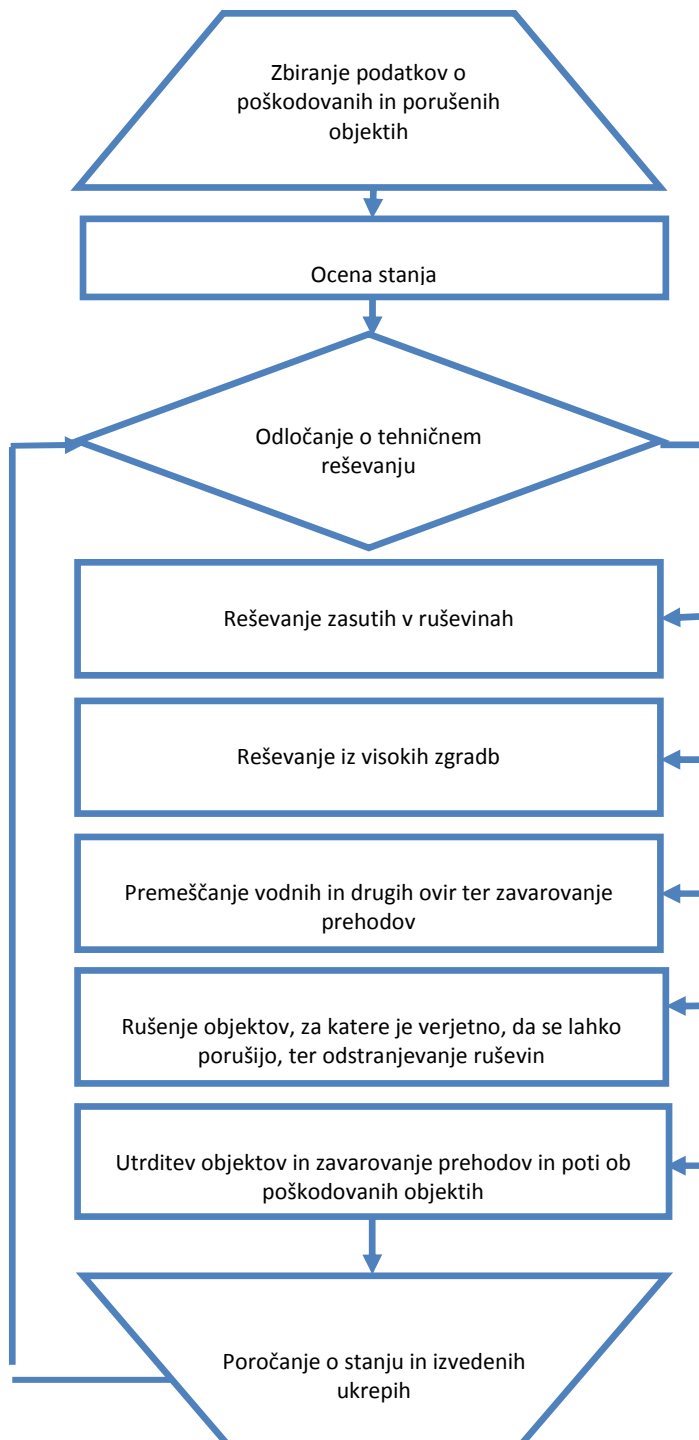 Zbiranje podatkov o
poškodovanih in porušenih
objektih
Ocena stanja
Odločanje o tehničnem
reševanju
Reševanje zasutih v ruševinah
Reševanje iz visokih zgradb
Premeščanje vodnih in drugih ovir ter zavarovanje
prehodov
Rušenje objektov, za katere je verjetno, da se lahko
porušijo, ter odstranjevanje ruševin
Utrditev objektov in zavarovanje prehodov in poti ob
poškodovanih objektih
Poročanje o stanju in izvedenih
ukrepih